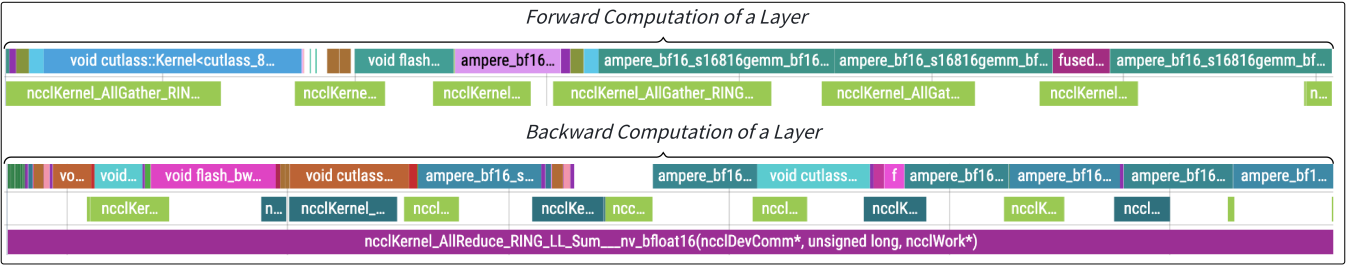 Forward Computation of a Layer
void cutlass::Kernel<cutlass_8... void flash... ampere_bf16... ampere_bf16_s16816gemm_bf16... ampere_bf16_s16816gemm_bf... fused... ampere_bf16_s16816gemm_bf...
ncclKernel_AllGather_RIN... ncclKerne... ncclKernel... ncclKernel_AllGather_RING... ncclKernel_AllGat... ncclKernel... n...
Backward Computation of a Layer
vo... void... void flash_bw... void cutlass... ampere_bf16_s... ampere_bf16... void cutlass... f ampere_bf16... ampere_bf16... ampere_bf16... ampere_bf1...
ncclKer... n... ncclKernel_... nccl... ncclKe... ncc... nccl... ncclK... ncclK... nccl...
ncclKernel_AllReduce_RING_LL_Sum___nv_bfloat16(ncclDevComm*, unsigned long, ncclWork*)